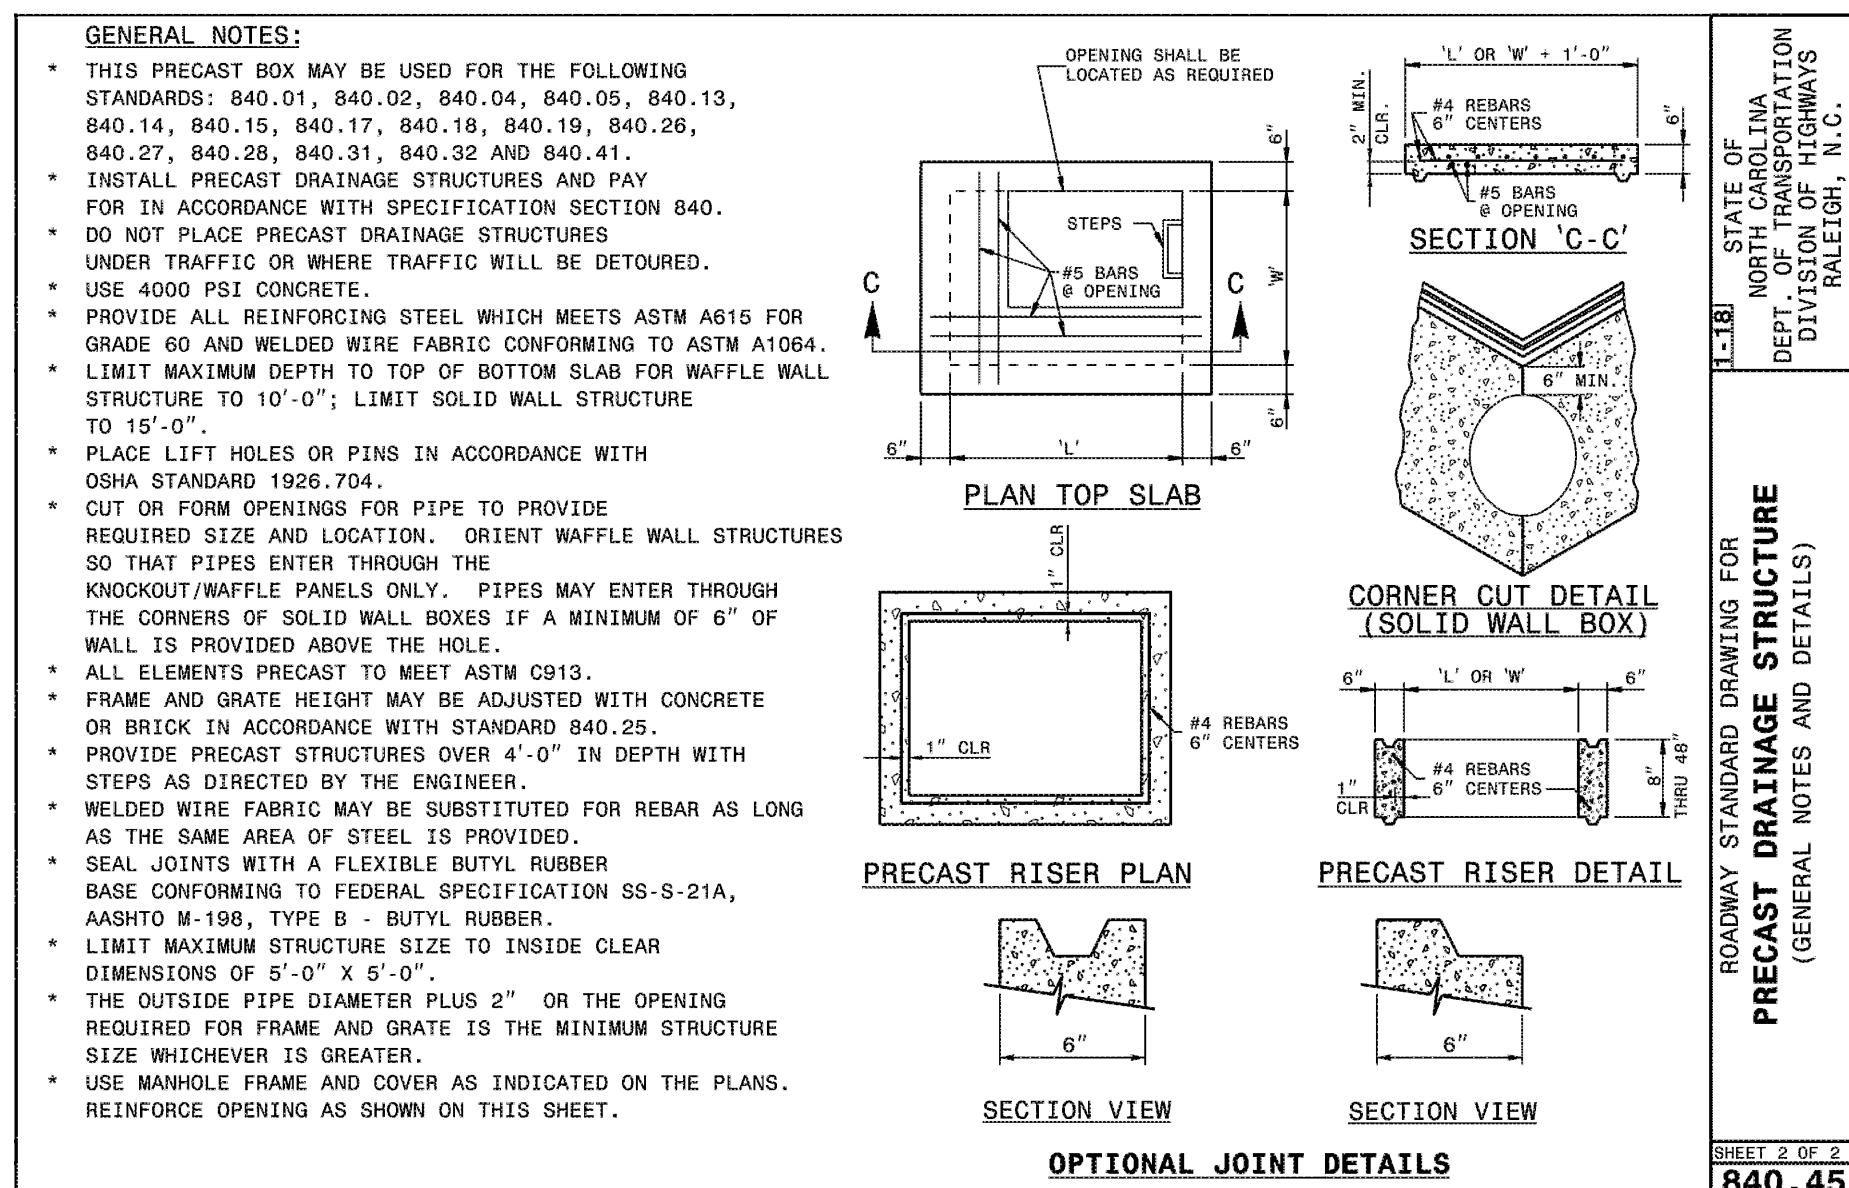 GENERAL NOTES:
* THIS PRECAST BOX MAY BE USED FOR THE FOLLOWING
STANDARDS: 840.01, 840.02, 840.04, 840.05, 840.13,
840.14, 840.15, 840.17, 840.18, 840.19, 840.26,
840.27, 840.28, 840.31, 840.32 AND 840.41.
* INSTALL PRECAST DRAINAGE STRUCTURES AND PAY
FOR IN ACCORDANCE WITH SPECIFICATION SECTION 840.
* DO NOT PLACE PRECAST DRAINAGE STRUCTURES
UNDER TRAFFIC OR WHERE TRAFFIC WILL BE DETOURED.
* USE 4000 PSI CONCRETE.
* PROVIDE ALL REINFORCING STEEL WHICH MEETS ASTM A615 FOR
GRADE 60 AND WELDED WIRE FABRIC CONFORMING TO ASTM A1064.
* LIMIT MAXIMUM DEPTH TO TOP OF BOTTOM SLAB FOR WAFFLE WALL
STRUCTURE TO 10'-0"; LIMIT SOLID WALL STRUCTURE
TO 15'-0".
* PLACE LIFT HOLES OR PINS IN ACCORDANCE WITH
OSHA STANDARD 1926.704.
* CUT OR FORM OPENINGS FOR PIPE TO PROVIDE
REQUIRED SIZE AND LOCATION. ORIENT WAFFLE WALL STRUCTURES
SO THAT PIPES ENTER THROUGH THE
KNOCKOUT/WAFFLE PANELS ONLY. PIPES MAY ENTER THROUGH
THE CORNERS OF SOLID WALL BOXES IF A MINIMUM OF 6" OF
WALL IS PROVIDED ABOVE THE HOLE.
* ALL ELEMENTS PRECAST TO MEET ASTM C913.
* FRAME AND GRATE HEIGHT MAY BE ADJUSTED WITH CONCRETE
OR BRICK IN ACCORDANCE WITH STANDARD 840.25.
* PROVIDE PRECAST STRUCTURES OVER 4'-0" IN DEPTH WITH
STEPS AS DIRECTED BY THE ENGINEER.
* WELDED WIRE FABRIC MAY BE SUBSTITUTED FOR REBAR AS LONG
AS THE SAME AREA OF STEEL IS PROVIDED.
* SEAL JOINTS WITH A FLEXIBLE BUTYL RUBBER
BASE CONFORMING TO FEDERAL SPECIFICATION SS-S-21A,
AASHTO M-198, TYPE B - BUTYL RUBBER.
* LIMIT MAXIMUM STRUCTURE SIZE TO INSIDE CLEAR
DIMENSIONS OF 5'-0" X 5'-0".
* THE OUTSIDE PIPE DIAMETER PLUS 2" OR THE OPENING
REQUIRED FOR FRAME AND GRATE IS THE MINIMUM STRUCTURE
SIZE WHICHEVER IS GREATER.
* USE MANHOLE FRAME AND COVER AS INDICATED ON THE PLANS.
REINFORCE OPENING AS SHOWN ON THIS SHEET.
OPENING SHALL BE
LOCATED AS REQUIRED
6"
STEPS
#5 BARS
@ OPENING
'W'
C
C
6"
6"
'L'
6"
PLAN TOP SLAB
'L' OR 'W' + 1'-0"
2" MIN.
CLR.
#4 REBARS
6" CENTERS
6"
#5 BARS
@ OPENING
SECTION 'C-C'
6" MIN.
CORNER CUT DETAIL
(SOLID WALL BOX)
1" CLR
1" CLR
#4 REBARS
6" CENTERS
PRECAST RISER PLAN
6"
'L' OR 'W'
6"
#4 REBARS
6" CENTERS
1"
CLR
8"
THRU 48"
PRECAST RISER DETAIL
6"
SECTION VIEW
6"
SECTION VIEW
OPTIONAL JOINT DETAILS
1-18
STATE OF
NORTH CAROLINA
DEPT. OF TRANSPORTATION
DIVISION OF HIGHWAYS
RALEIGH, N.C.
ROADWAY STANDARD DRAWING FOR
PRECAST DRAINAGE STRUCTURE
(GENERAL NOTES AND DETAILS)
SHEET 2 OF 2
840.45